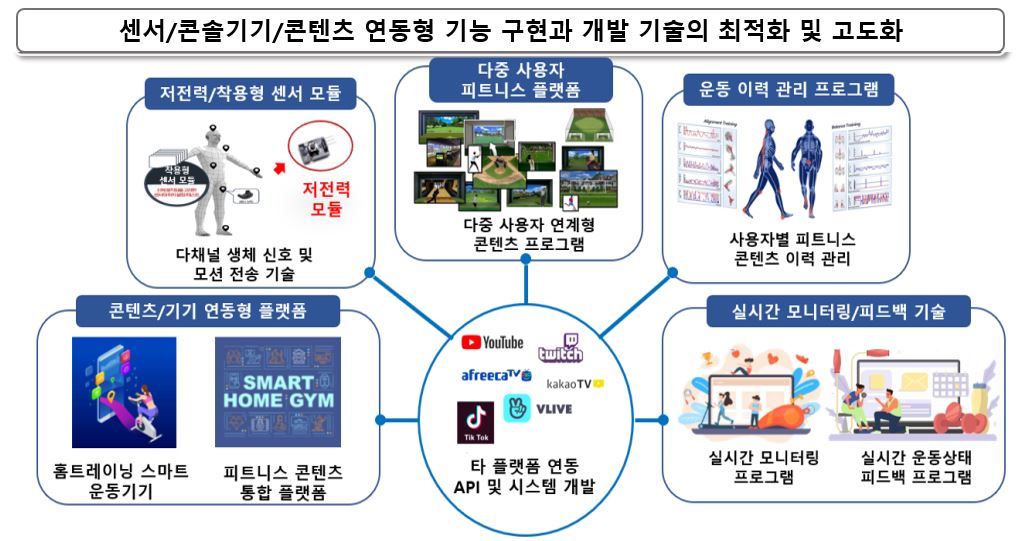 센서/콘솔기기/콘텐츠 연동형 기능 구현과 개발 기술의 최적화 및 고도화
저전력/착용형 센서 모듈
착용형
센서 모듈
저전력
모듈
다채널 생체 신호 및
모션 전송 기술
다중 사용자
피트니스 플랫폼
다중 사용자 연계형
콘텐츠 프로그램
운동 이력 관리 프로그램
Alignment Training
Balance Training
사용자별 피트니스
콘텐츠 이력 관리
콘텐츠/기기 연동형 플랫폼
SMART
HOME GYM
홈트레이닝 스마트
운동기기
피트니스 콘텐츠
통합 플랫폼
YouTube
twitch
afreecaTV
kakaoTV
Tik Tok
VLIVE
타 플랫폼 연동
API 및 시스템 개발
실시간 모니터링/피드백 기술
실시간 모니터링
프로그램
실시간 운동상태
피드백 프로그램